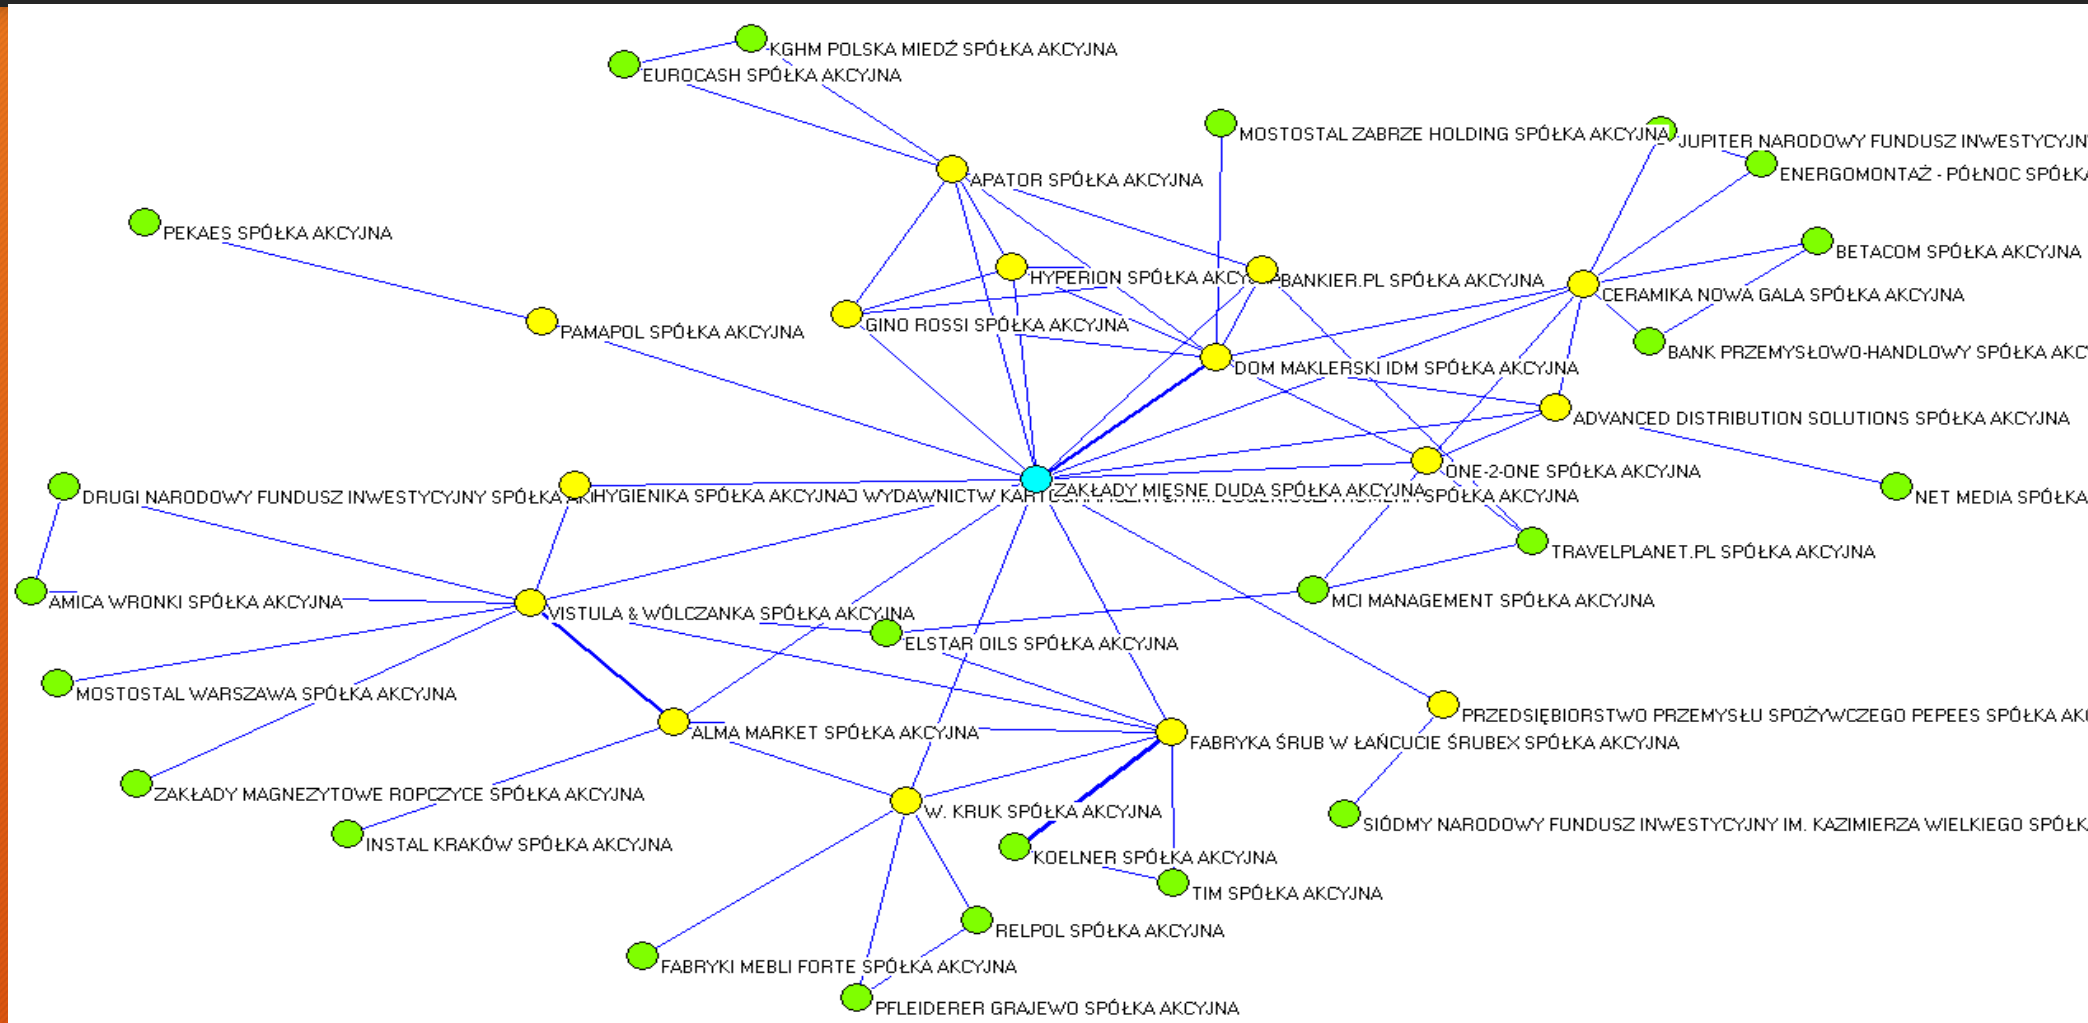 KGHM POLSKA MIEDŹ SPÓŁKA AKCYJNA
EUROCASH SPÓŁKA AKCYJNA
MOSTOSTAL ZABRZE HOLDING SPÓŁKA AKCYJNA
JUPITER NARODOWY FUNDUSZ
ENERGOMONTAŻ - PÓŁNOC
APATOR SPÓŁKA AKCYJNA
PEKAES SPÓŁKA AKCYJNA
BETACOM SPÓŁKA AKCYJNA
HYPERION SPÓŁKA
BANKIER.PL SPÓŁKA AKCYJNA
CERAMIKA NOWA GALA SPÓŁKA AKCYJNA
GINO ROSSI SPÓŁKA AKCYJNA
PAMAPOL SPÓŁKA AKCYJNA
BANK PRZEMYSŁOWO-HANDLOWY SPÓŁKA
DOM MAKLERSKI IDM SPÓŁKA AKCYJNA
ADVANCED DISTRIBUTION SOLUTIONS SPÓŁKA AKCYJNA
ONE-2-ONE SPÓŁKA AKCYJNA
DRUGI NARODOWY FUNDUSZ INWESTYCYJNY SPÓŁKA
HYGIENIKA SPÓŁKA AKCYJNA
WYDAWNICTW
ZAKŁADY MIĘSNE DUDA SPÓŁKA AKCYJNA
SPÓŁKA AKCYJNA
NET MEDIA SPÓŁKA
TRAVELPLANET.PL SPÓŁKA AKCYJNA
AMICA WRONKI SPÓŁKA AKCYJNA
MCI MANAGEMENT SPÓŁKA AKCYJNA
VISTULA & WÓLCZANKA SPÓŁKA AKCYJNA
ELSTAR OILS SPÓŁKA AKCYJNA
MOSTOSTAL WARSZAWA SPÓŁKA AKCYJNA
PRZEDSIĘBIORSTWO PRZEMYSŁU SPOŻYWCZEGO PEPEES SPÓŁKA
ALMA MARKET SPÓŁKA AKCYJNA
FABRYKA ŚRUB W ŁAŃCUCIE ŚRUBEX SPÓŁKA AKCYJNA
ZAKŁADY MAGNEZYTOWE ROPCZYCE SPÓŁKA AKCYJNA
W. KRUK SPÓŁKA AKCYJNA
SIÓDMY NARODOWY FUNDUSZ INWESTYCYJNY IM. KAZIMIERZA WIELKIEGO
INSTAL KRAKÓW SPÓŁKA AKCYJNA
KOELNER SPÓŁKA AKCYJNA
TIM SPÓŁKA AKCYJNA
RELPOL SPÓŁKA AKCYJNA
FABRYKI MEBLI FORTE SPÓŁKA AKCYJNA
PFLEIDERER GRAJEWO SPÓŁKA AKCYJNA